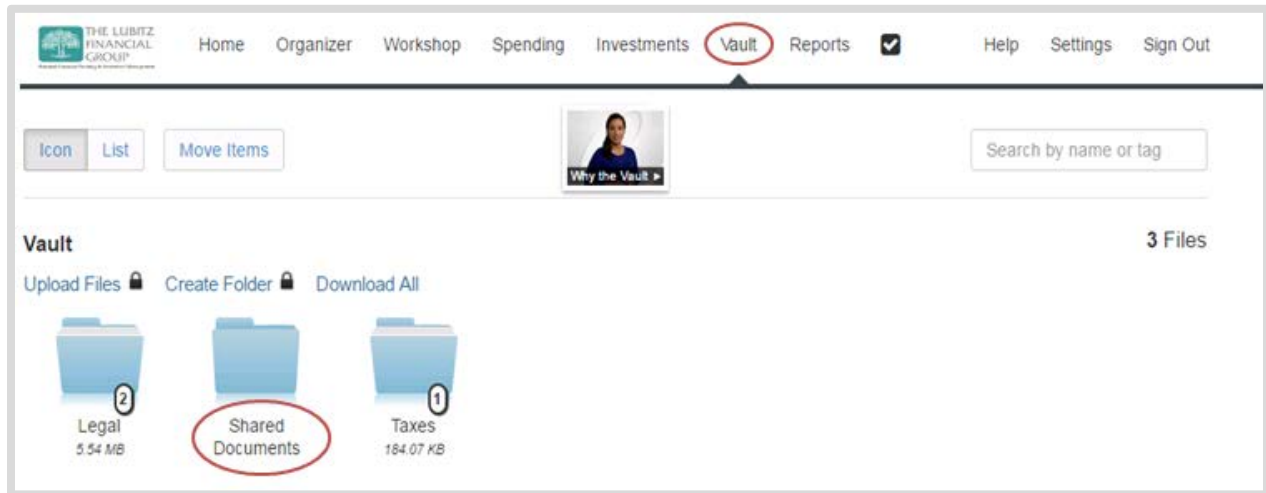 THE LUBITZ
FINANCIAL
GROUP
Home Organizer Workshop Spending Investments Vault Reports Help Settings Sign Out
Icon List Move Items
Why the Vault
Search by name or tag
Vault
3 Files
Upload Files Create Folder Download All
2
1
Legal
5.54 MB
Shared
Documents
Taxes
184.07 KB